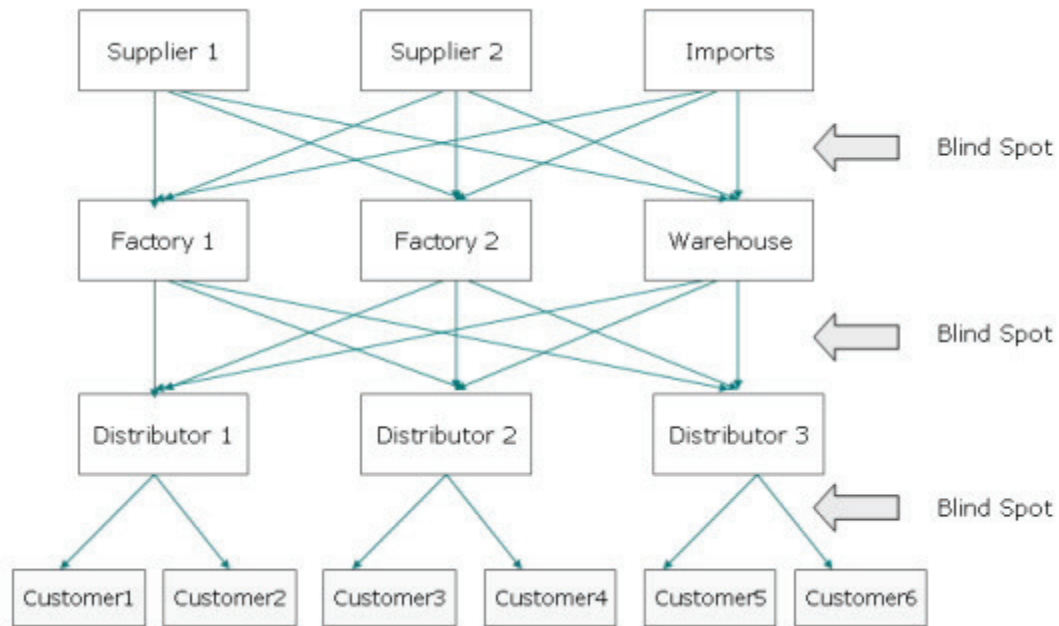 Supplier 1
Supplier 2
Imports
Blind Spot
Factory 1
Factory 2
Warehouse
Blind Spot
Distributor 1
Distributor 2
Distributor 3
Blind Spot
Customer1
Customer2
Customer3
Customer4
Customer5
Customer6